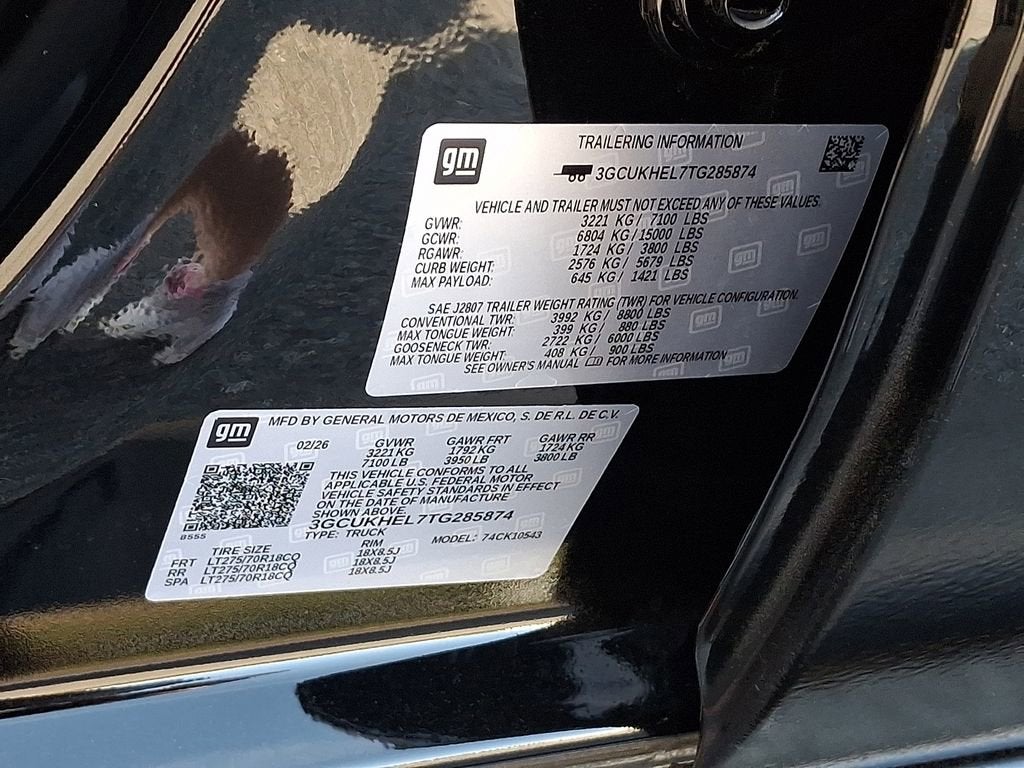 gm
TRAILERING INFORMATION
3GCUKHEL7TG285874
VEHICLE AND TRAILER MUST NOT EXCEED ANY OF THESE VALUES.
GVWR: 3221 KG/ 7100 LBS
GCWR: 6804 KG/ 15000 LBS
RGAWR: 1724 KG/ 3800 LBS
CURB WEIGHT: 2576 KG/ 5679 LBS
MAX PAYLOAD: 645 KG/ 1421 LBS
SAE J2807 TRAILER WEIGHT RATING (TWR) FOR VEHICLE CONFIGURATION.
CONVENTIONAL TWR: 3992 KG/ 8800 LBS
MAX TONGUE WEIGHT: 399 KG/ 880 LBS
GOOSENECK TWR: 2722 KG/ 6000 LBS
MAX TONGUE WEIGHT: 408 KG/ 900 LBS
SEE OWNER'S MANUAL FOR MORE INFORMATION
gm
MFD BY GENERAL MOTORS DE MEXICO, S. DE R.L. DE C.V.
02/26 GVWR GAWR FRT GAWR RR
3221 KG 1792 KG 1724 KG
7100 LB 3950 LB 3800 LB
THIS VEHICLE CONFORMS TO ALL
APPLICABLE U.S. FEDERAL MOTOR
VEHICLE SAFETY STANDARDS IN EFFECT
ON THE DATE OF MANUFACTURE
SHOWN ABOVE.
3GCUKHEL7TG285874
TYPE: TRUCK MODEL: 74CK10543
TIRE SIZE RIM
FRT LT275/70R18CQ 18X8.5J
RR LT275/70R18CQ 18X8.5J
SPA LT275/70R18CQ 18X8.5J